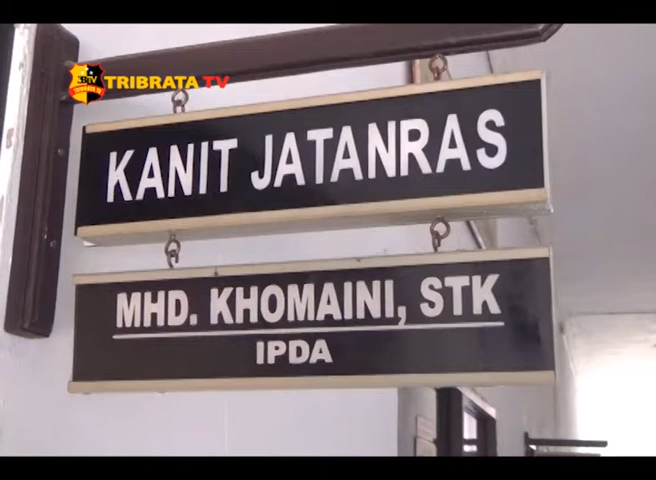 TRIBRATA TV
KANIT JATANRAS
MHD. KHOMAINI, STK
IPDA